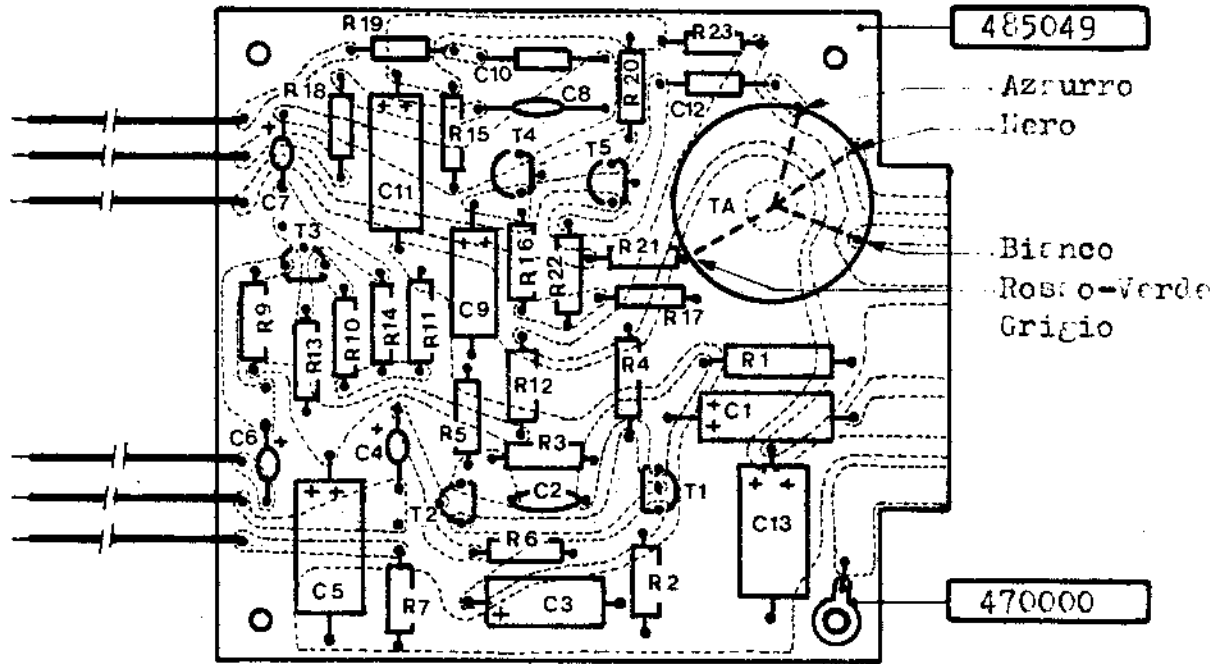 R19
R23
485049
C10
R20
R18
C8
C12
Azzurro
Nero
R15
T4
T5
C11
C7
TA
T3
R16
R22
R21
Bianco
Rosso-Verde
Grigio
R9
R14
R11
C9
R17
R10
R13
R4
R1
R12
C1
R5
C6
C4
R3
C2
T1
T2
C13
R6
C5
R7
C3
R2
470000